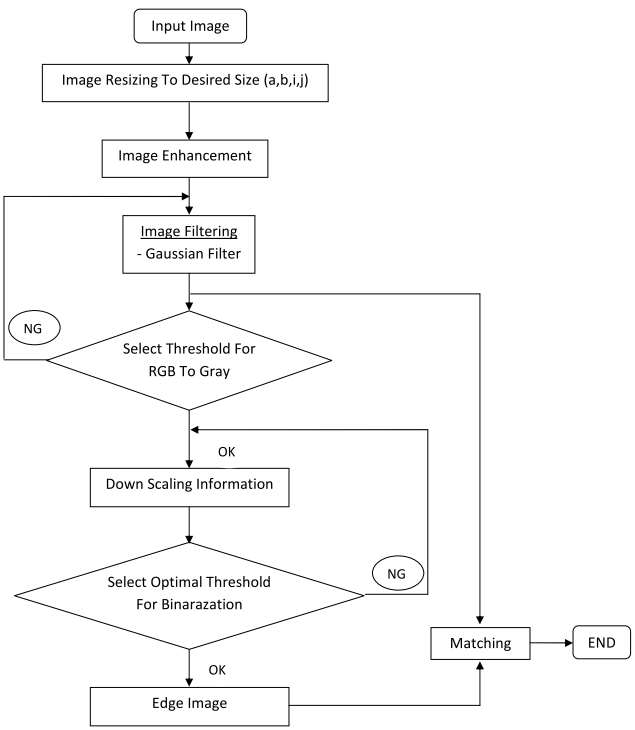 Input Image
Image Resizing To Desired Size (a,b,i,j)
Image Enhancement
Image Filtering
- Gaussian Filter
NG
Select Threshold For
RGB To Gray
OK
Down Scaling Information
Select Optimal Threshold
For Binarazation
NG
Matching
END
OK
Edge Image